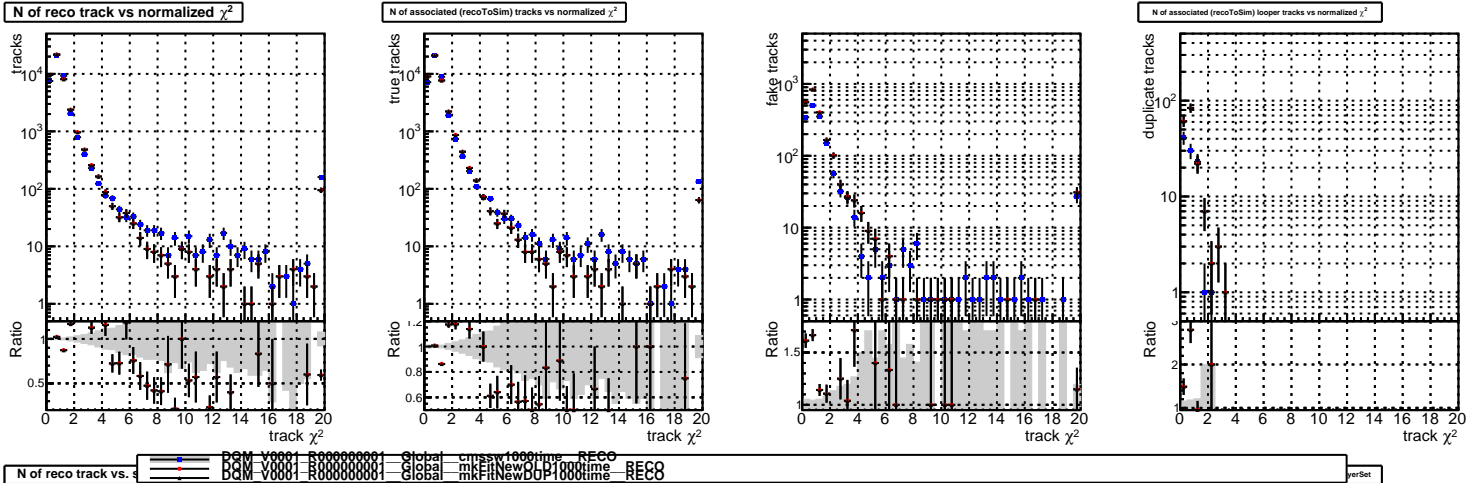 N of reco track vs normalized χ²
N of associated (recoToSim) tracks vs normalized χ²
N of associated (recoToSim) looper tracks vs normalized χ²
tracks
10⁴
10³
10²
10
1
Ratio
1
0.5
0 2 4 6 8 10 12 14 16 18 20
track χ²
true tracks
10⁴
10³
10²
10
1
Ratio
1.2
1
0.8
0.6
0 2 4 6 8 10 12 14 16 18 20
track χ²
fake tracks
10³
10²
10
1
Ratio
1.5
1
0 2 4 6 8 10 12 14 16 18 20
track χ²
duplicate tracks
10²
10
1
Ratio
3
2
1
0 2 4 6 8 10 12 14 16 18 20
track χ²
DQM_V0001_R000000001__Global__cmssw1000time__RECO
DQM_V0001_R000000001__Global__mkFitNewOLD1000time__RECO
DQM_V0001_R000000001__Global__mkFitNewDUP1000time__RECO
N of reco track vs. s
yerSet